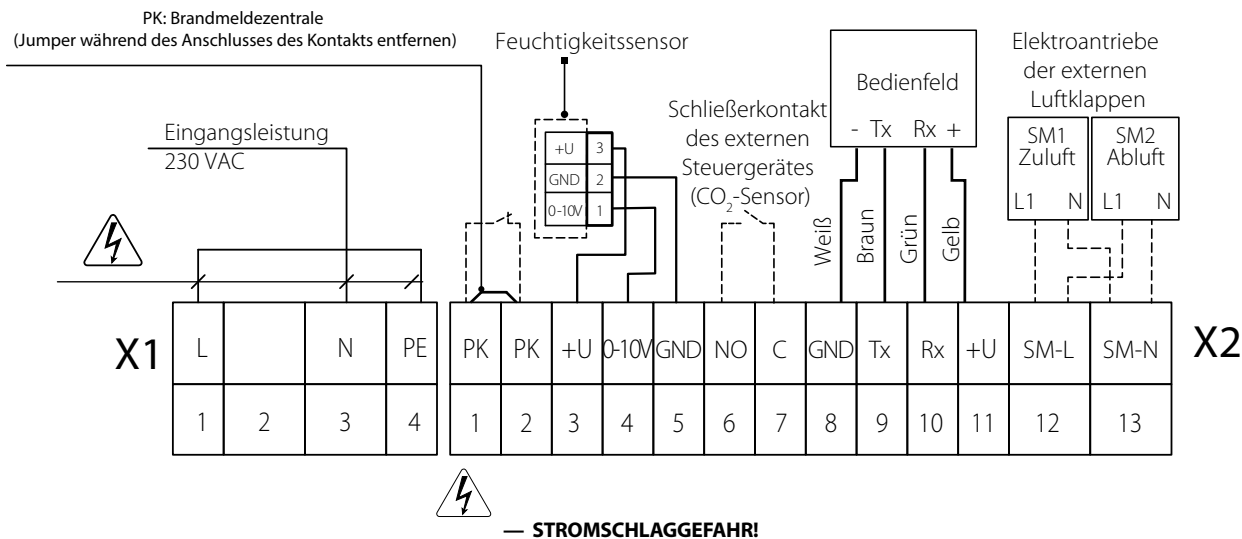 PK: Brandmeldezentrale
(Jumper während des Anschlusses des Kontakts entfernen)
Feuchtigkeitssensor
Elektroantriebe
der externen
Luftklappen
Bedienfeld
- Tx Rx +
Schließerkontakt
des externen
Steuergerätes
(CO₂-Sensor)
Eingangsleistung
230 VAC
+U 3
GND 2
0-10V 1
SM1
Zuluft
L1 N
SM2
Abluft
L1 N
Weiß
Braun
Grün
Gelb
X1
L N PE
1 2 3 4
PK PK +U 0-10V GND NO C GND Tx Rx +U SM-L SM-N
1 2 3 4 5 6 7 8 9 10 11 12 13
X2
— STROMSCHLAGGEFAHR!